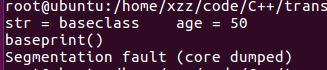 root@ubuntu:/home/xzz/code/C++/trans
str = baseclass    age = 50
baseprint()
Segmentation fault (core dumped)